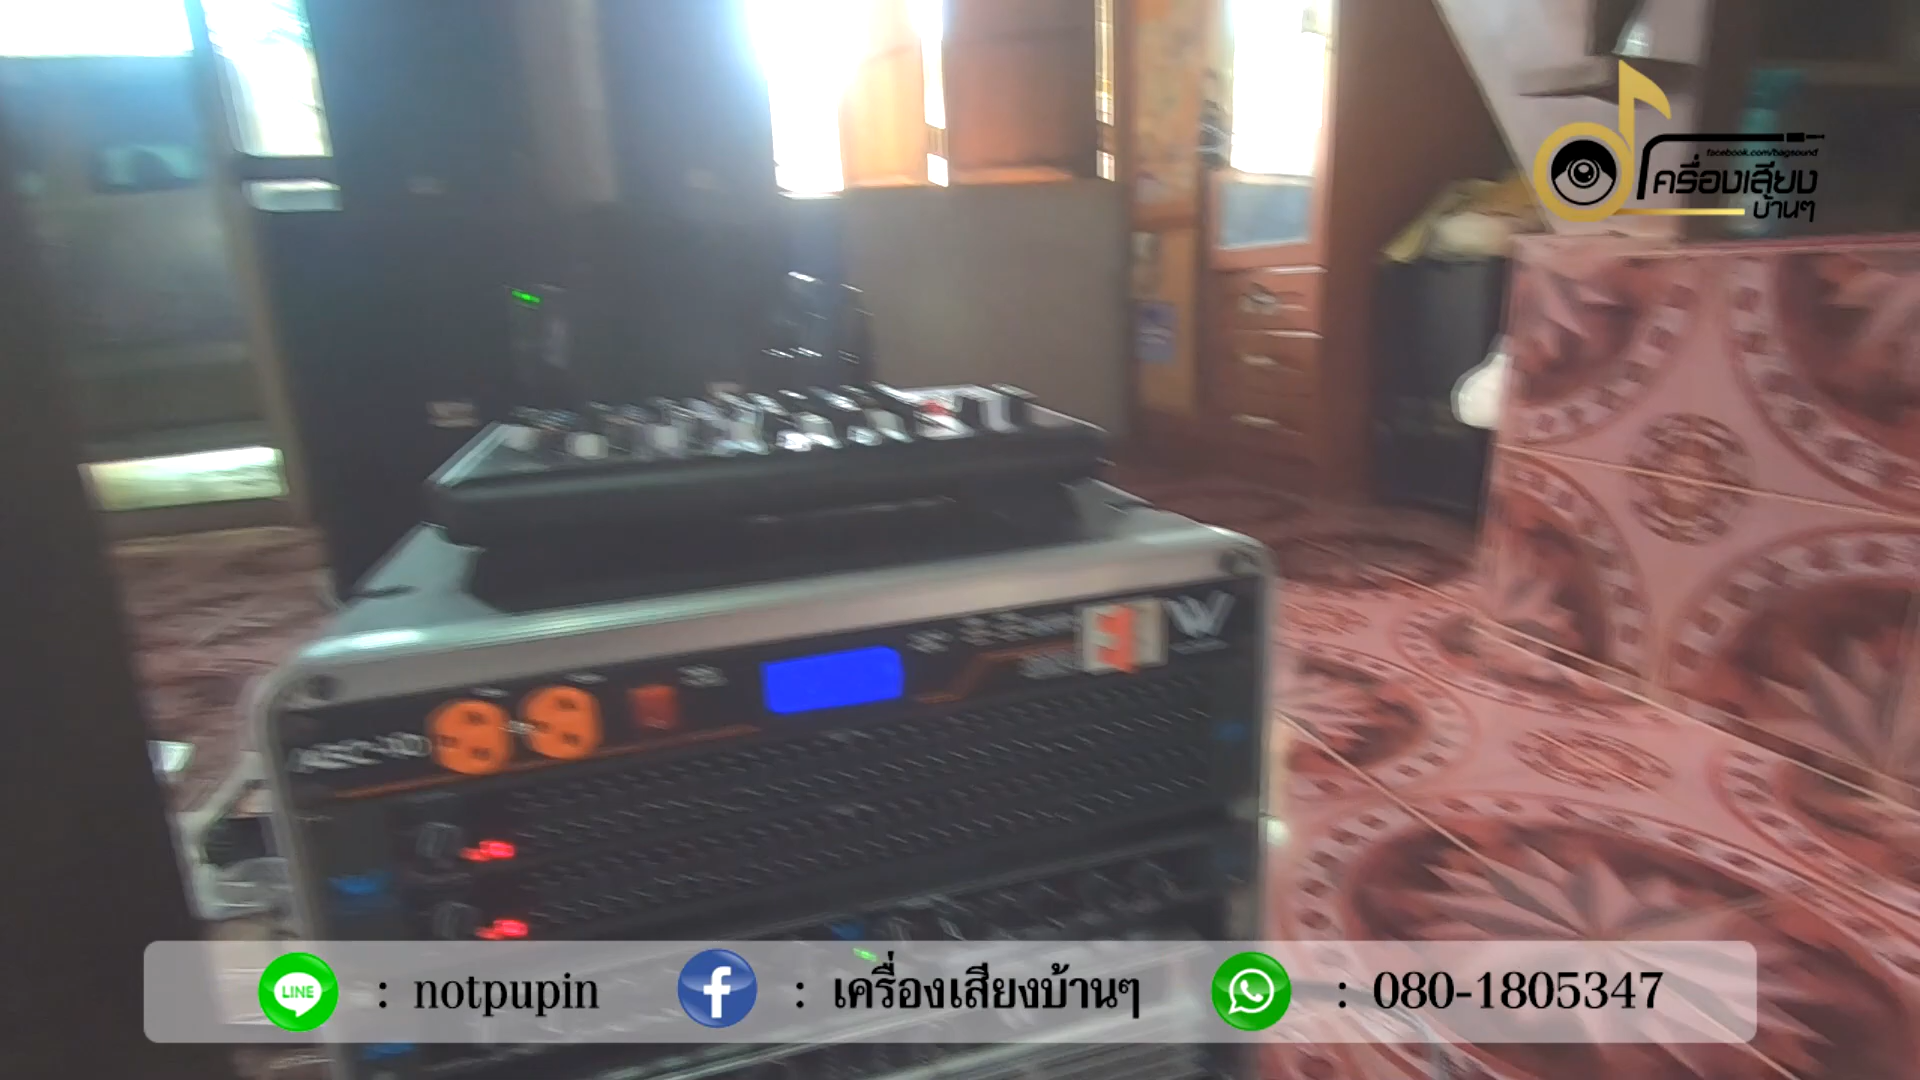 facebook.com/bagsound
เครื่องเสียง
บ้านๆ
LINE : notpupin f : เครื่องเสียงบ้านๆ : 080-1805347